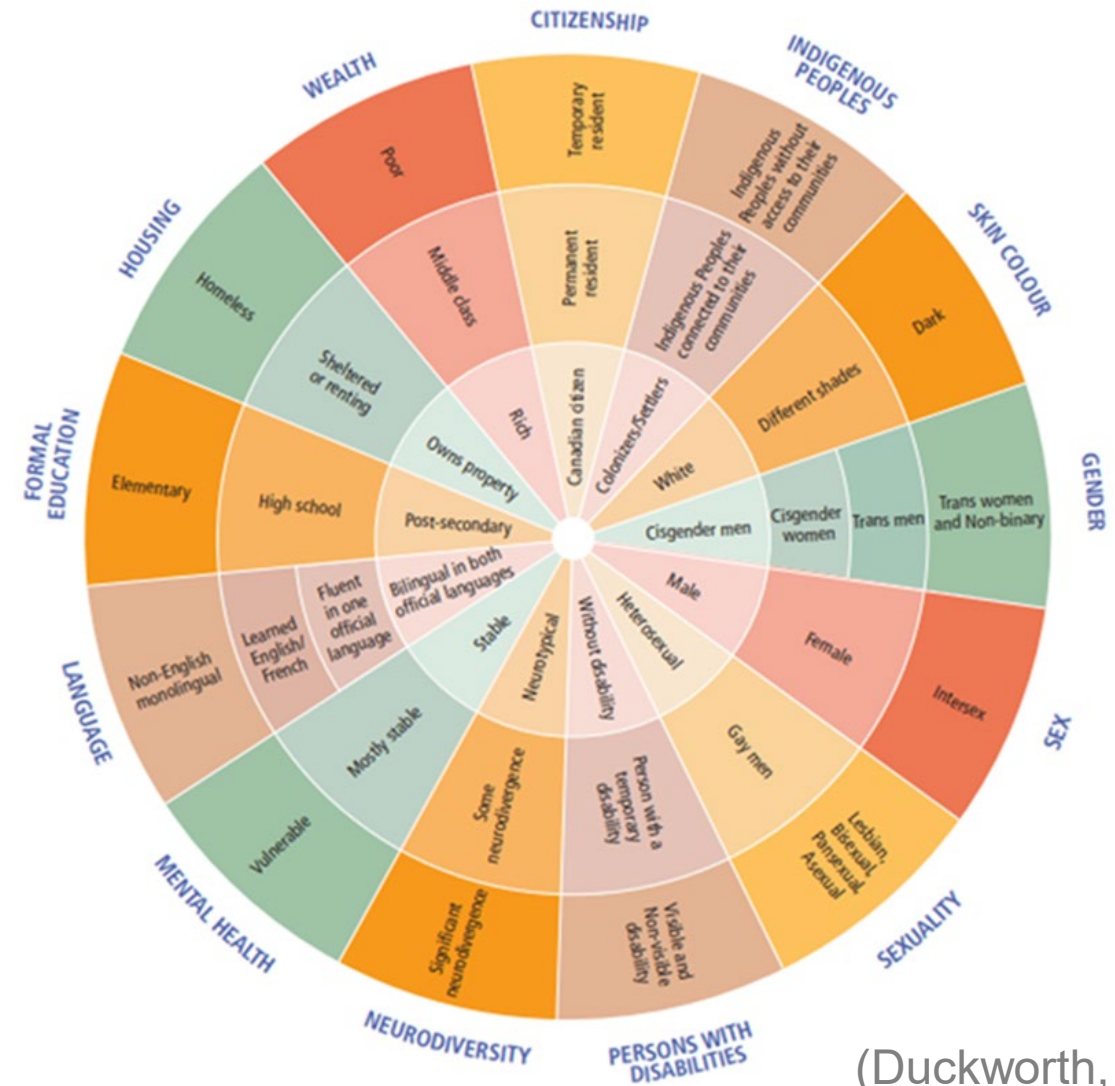 CITIZENSHIP
Temporary
resident
Permanent
resident
Canadian citizen
INDIGENOUS
PEOPLES
Indigenous
Peoples without
access to their
communities
Indigenous Peoples
connected to their
communities
Colonizers/Settlers
SKIN COLOUR
Dark
Different shades
White
GENDER
Trans women
and Non-binary
Trans men
Cisgender
women
Cisgender men
SEX
Intersex
Female
Male
SEXUALITY
Lesbian,
Bisexual,
Pansexual,
Asexual
Gay men
Heterosexual
PERSONS WITH
DISABILITIES
Visible and
Non-visible
disability
Person with a
temporary
disability
Without disability
NEURODIVERSITY
Significant
neurodivergence
Some
neurodivergence
Neurotypical
MENTAL HEALTH
Vulnerable
Mostly stable
Stable
LANGUAGE
Non-English
monolingual
Learned
English/
French
Fluent
in one
official
language
Bilingual in both
official languages
FORMAL
EDUCATION
Elementary
High school
Post-secondary
HOUSING
Homeless
Sheltered
or renting
Owns property
WEALTH
Poor
Middle class
Rich
(Duckworth,